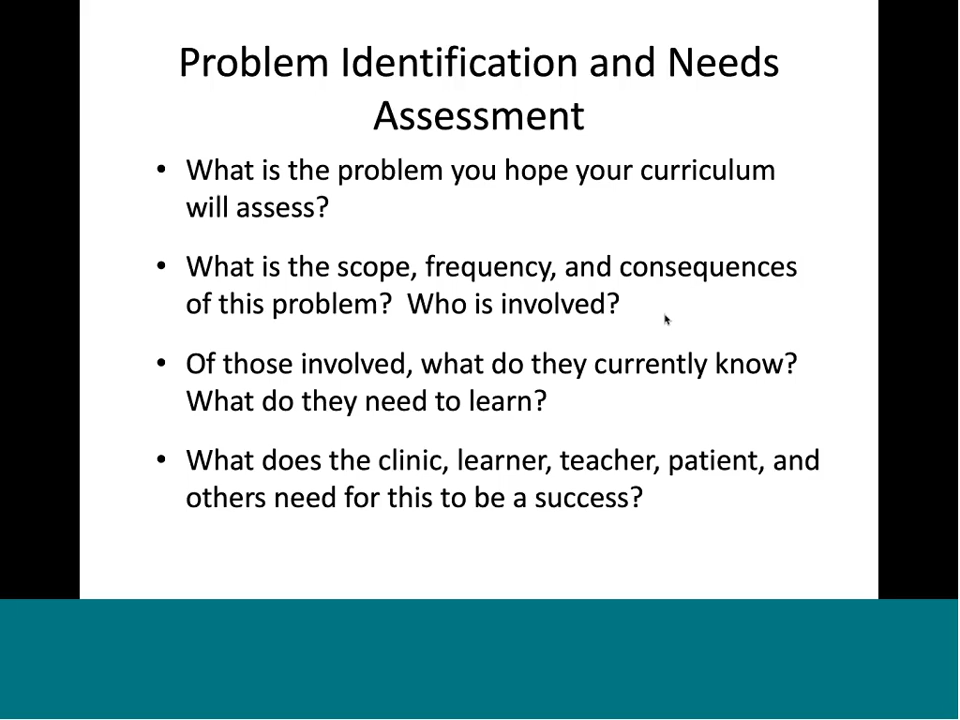 Problem Identification and Needs
Assessment
• What is the problem you hope your curriculum
will assess?
• What is the scope, frequency, and consequences
of this problem?  Who is involved?
• Of those involved, what do they currently know?
What do they need to learn?
• What does the clinic, learner, teacher, patient, and
others need for this to be a success?